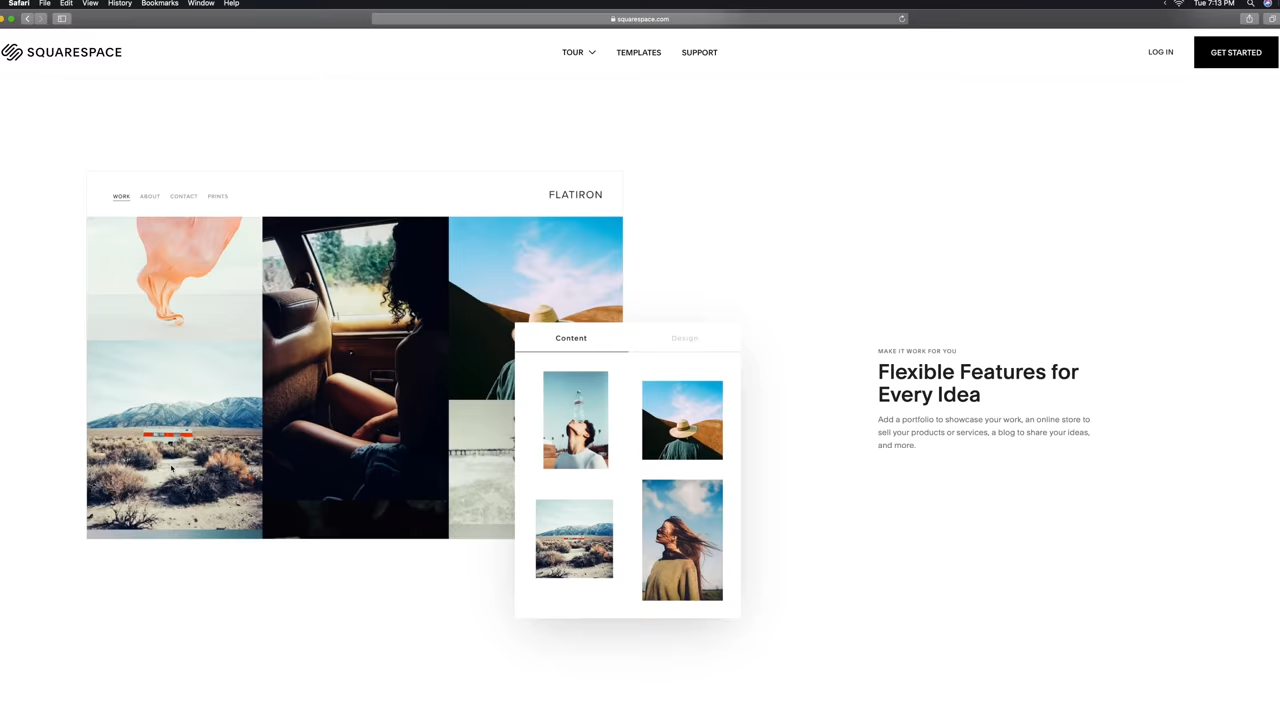 Safari File Edit View History Bookmarks Window Help Tue 7:13 PM
squarespace.com
SQUARESPACE TOUR TEMPLATES SUPPORT LOG IN GET STARTED
WORK ABOUT CONTACT PRINTS FLATIRON
Content Design
MAKE IT WORK FOR YOU
Flexible Features for
Every Idea
Add a portfolio to showcase your work, an online store to
sell your products or services, a blog to share your ideas,
and more.